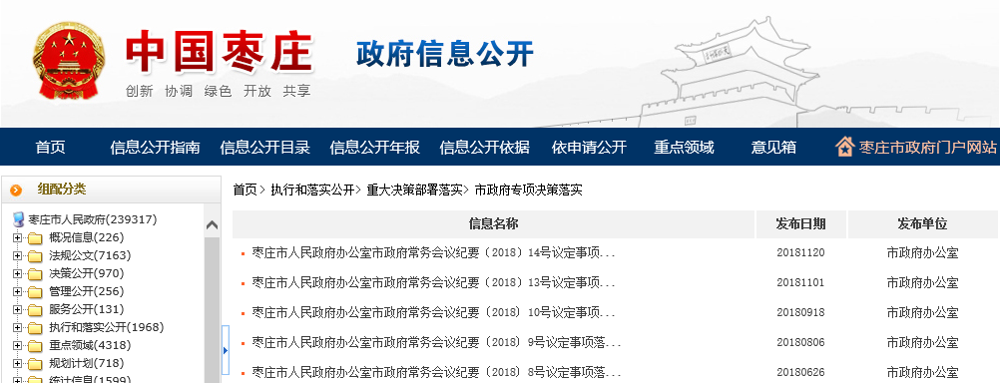 中国枣庄 政府信息公开
创新 协调 绿色 开放 共享
首页 信息公开指南 信息公开目录 信息公开年报 信息公开依据 依申请公开 重点领域 意见箱 枣庄市政府门户网站
组配分类
枣庄市人民政府(239317)
概况信息(226)
法规公文(7163)
决策公开(970)
管理公开(256)
服务公开(131)
执行和落实公开(1968)
重点领域(4318)
规划计划(718)
统计信息(1599)
首页> 执行和落实公开> 重大决策部署落实> 市政府专项决策落实
信息名称 发布日期 发布单位
枣庄市人民政府办公室市政府常务会议纪要〔2018〕14号议定事项... 20181120 市政府办公室
枣庄市人民政府办公室市政府常务会议纪要〔2018〕13号议定事项... 20181101 市政府办公室
枣庄市人民政府办公室市政府常务会议纪要〔2018〕10号议定事项... 20180918 市政府办公室
枣庄市人民政府办公室市政府常务会议纪要〔2018〕9号议定事项落... 20180806 市政府办公室
枣庄市人民政府办公室市政府常务会议纪要〔2018〕8号议定事项落... 20180626 市政府办公室